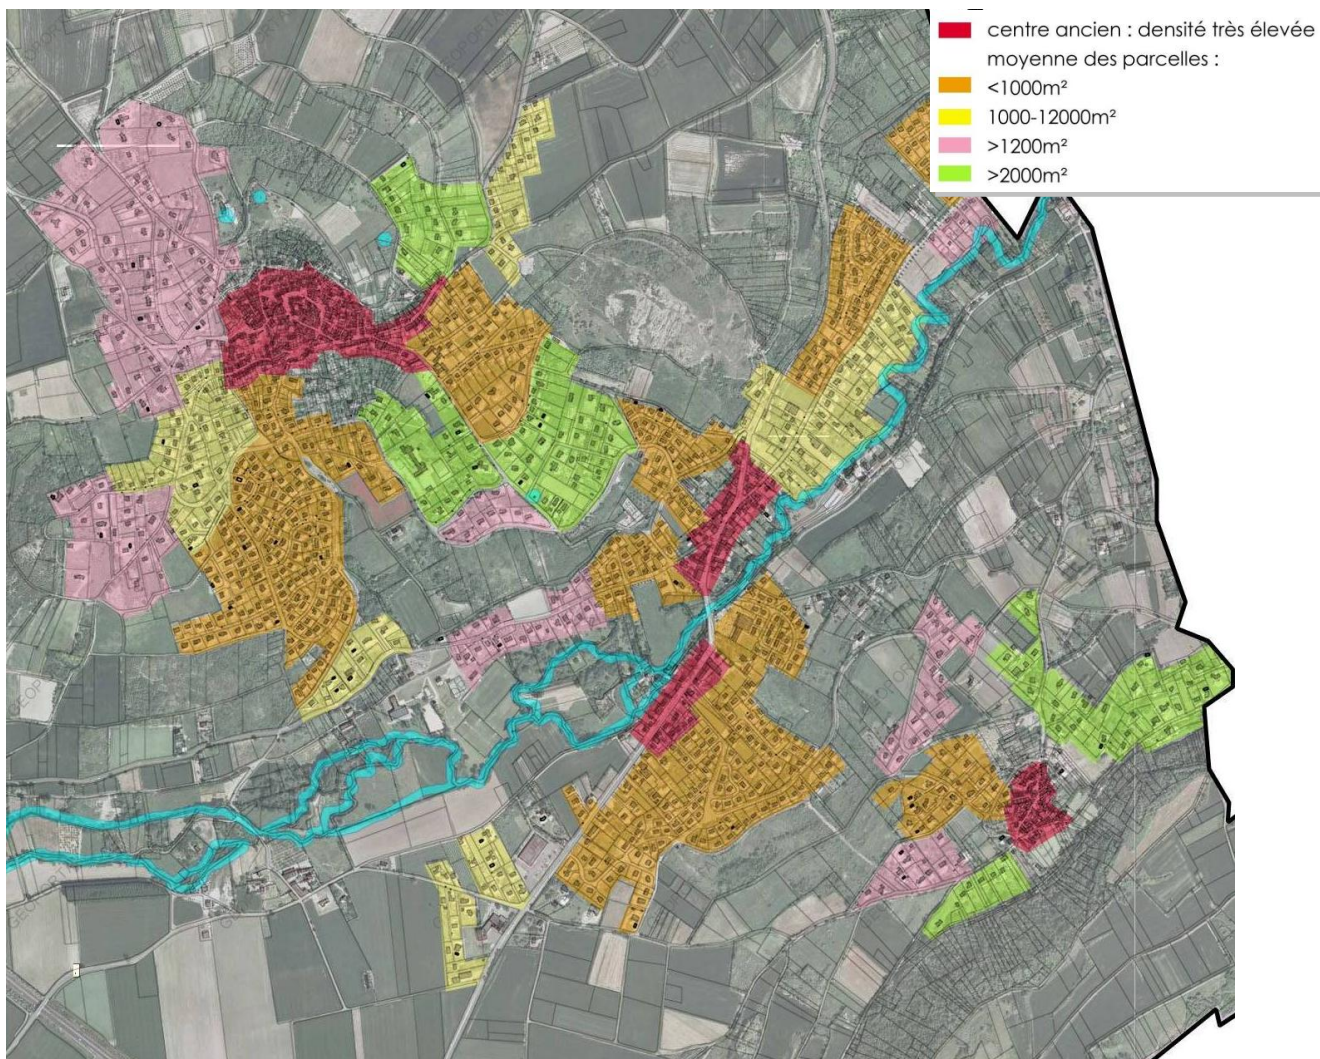 centre ancien : densité très élevée
moyenne des parcelles :
<1000m²
1000-12000m²
>1200m²
>2000m²